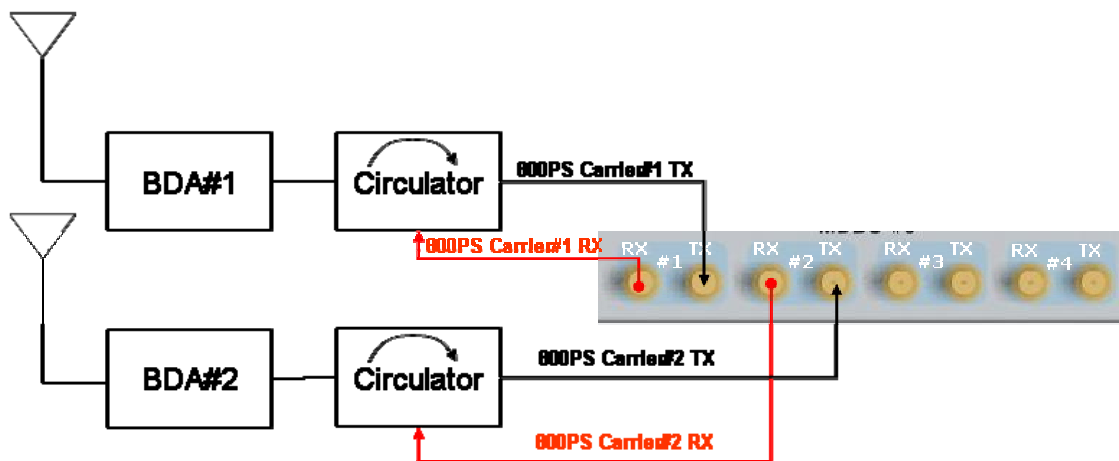 BDA#1
Circulator
800PS Carrier#1 TX
800PS Carrier#1 RX
RX TX RX TX RX TX RX TX
#1 #2 #3 #4
BDA#2
Circulator
800PS Carrier#2 TX
800PS Carrier#2 RX